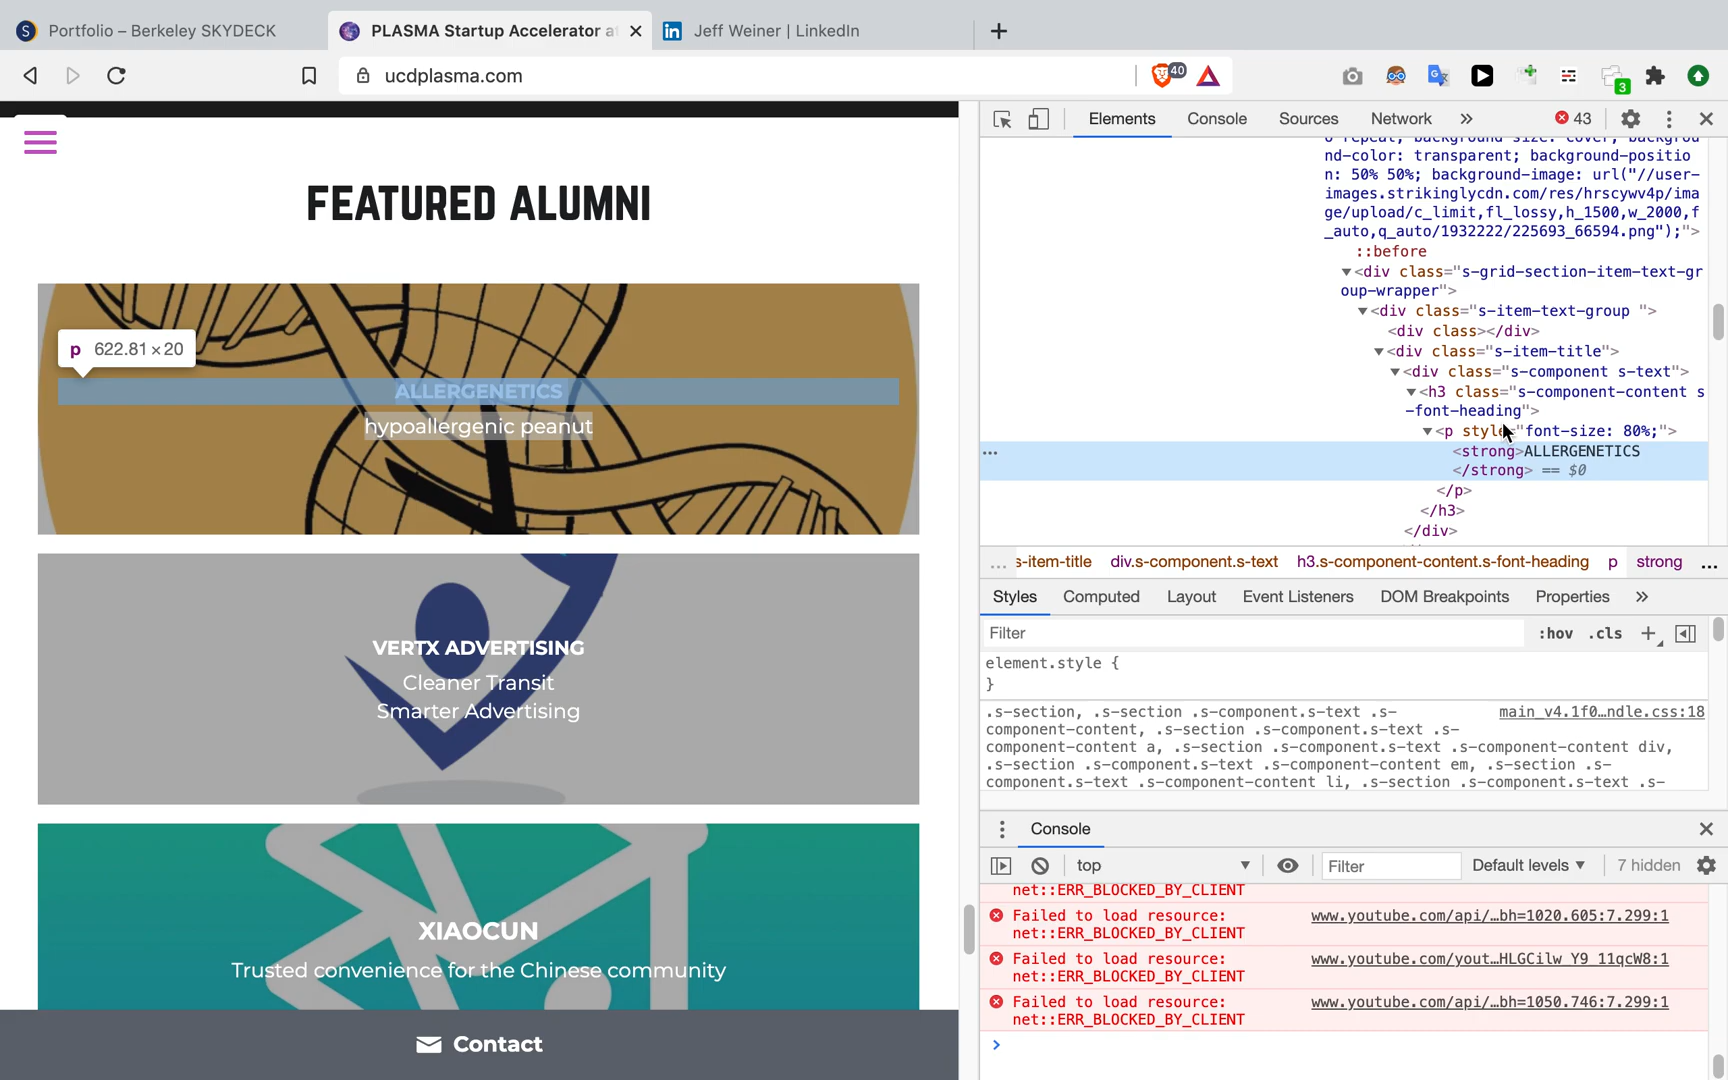 Portfolio – Berkeley SKYDECK
PLASMA Startup Accelerator a
Jeff Weiner | LinkedIn
ucdplasma.com
40
3
FEATURED ALUMNI
p 622.81 × 20
ALLERGENETICS
hypoallergenic peanut
VERTX ADVERTISING
Cleaner Transit
Smarter Advertising
XIAOCUN
Trusted convenience for the Chinese community
Contact
Elements
Console
Sources
Network
43
o-repeat; background-size: cover; backgrou
nd-color: transparent; background-positio
n: 50% 50%; background-image: url("//user-
images.strikinglycdn.com/res/hrscywv4p/ima
ge/upload/c_limit,fl_lossy,h_1500,w_2000,f
_auto,q_auto/1932222/225693_66594.png");">
::before
<div class="s-grid-section-item-text-gr
oup-wrapper">
<div class="s-item-text-group ">
<div class></div>
<div class="s-item-title">
<div class="s-component s-text">
<h3 class="s-component-content s
-font-heading">
<p style="font-size: 80%;">
<strong>ALLERGENETICS
</strong> == $0
</p>
</h3>
</div>
... s-item-title div.s-component.s-text h3.s-component-content.s-font-heading p strong ...
Styles
Computed
Layout
Event Listeners
DOM Breakpoints
Properties
Filter
:hov .cls
element.style {
}
.s-section, .s-section .s-component.s-text .s- main_v4.1f0…ndle.css:18
component-content, .s-section .s-component.s-text .s-
component-content a, .s-section .s-component.s-text .s-component-content div,
.s-section .s-component.s-text .s-component-content em, .s-section .s-
component.s-text .s-component-content li, .s-section .s-component.s-text .s-
Console
top
Filter
Default levels
7 hidden
net::ERR_BLOCKED_BY_CLIENT
Failed to load resource: www.youtube.com/api/…bh=1020.605:7.299:1
net::ERR_BLOCKED_BY_CLIENT
Failed to load resource: www.youtube.com/yout…HLGCilw_Y9_11qcW8:1
net::ERR_BLOCKED_BY_CLIENT
Failed to load resource: www.youtube.com/api/…bh=1050.746:7.299:1
net::ERR_BLOCKED_BY_CLIENT